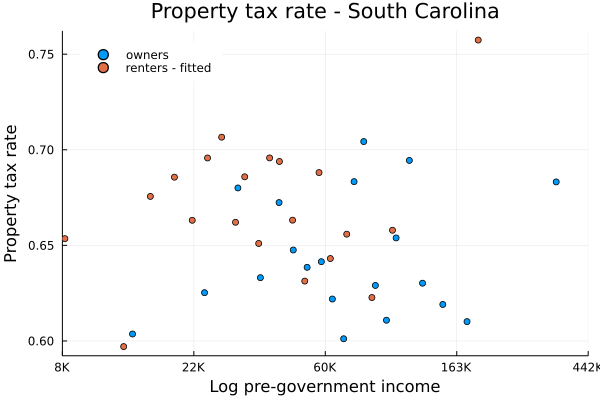 Property tax rate - South Carolina
owners
renters - fitted
Property tax rate
0.75
0.70
0.65
0.60
8K 22K 60K 163K 442K
Log pre-government income